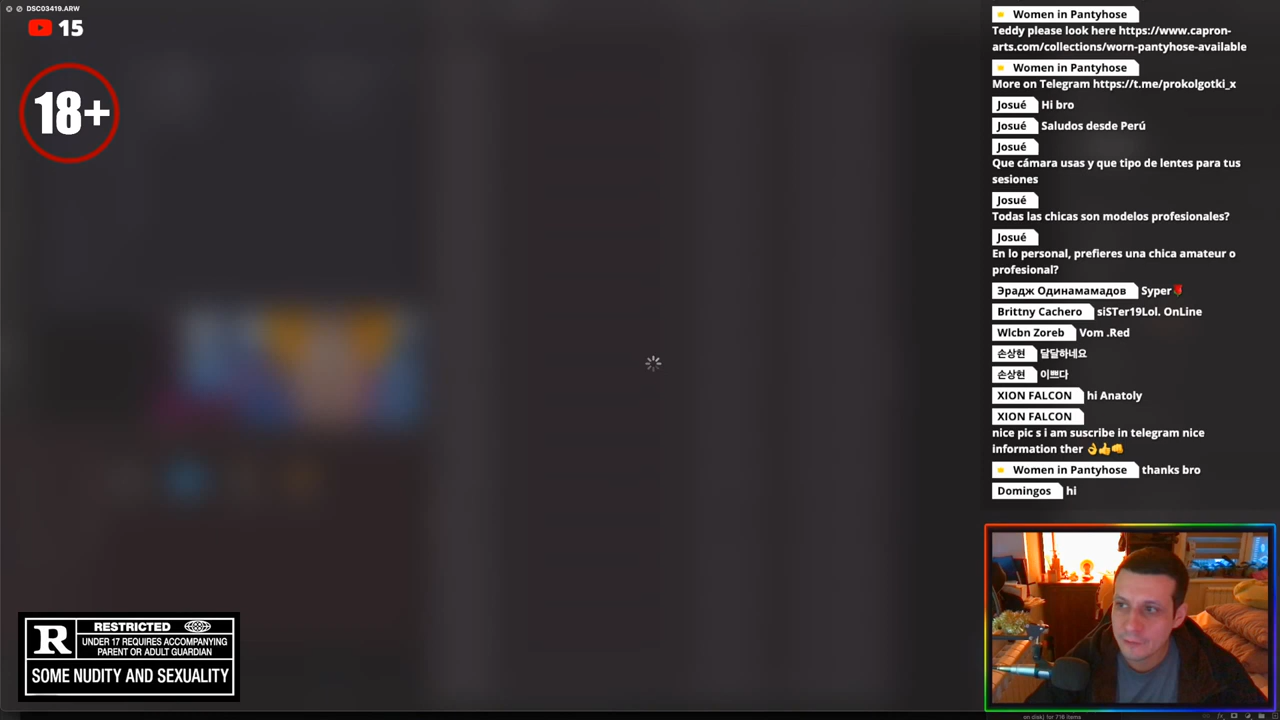 DSC03419.ARW
15
18+
Women in Pantyhose
Teddy please look here https://www.capron-
arts.com/collections/worn-pantyhose-available
Women in Pantyhose
More on Telegram https://t.me/prokolgotki_x
Josué Hi bro
Josué Saludos desde Perú
Josué
Que cámara usas y que tipo de lentes para tus
sesiones
Josué
Todas las chicas son modelos profesionales?
Josué
En lo personal, prefieres una chica amateur o
profesional?
Эрадж Одинамамадов Syper🌹
Brittny Cachero siSTer19Lol. OnLine
Wlcbn Zoreb Vom .Red
손상현 달달하네요
손상현 이쁘다
XION FALCON hi Anatoly
XION FALCON
nice pic s i am suscribe in telegram nice
information ther 👌👍👊
Women in Pantyhose thanks bro
Domingos hi
R
RESTRICTED
UNDER 17 REQUIRES ACCOMPANYING
PARENT OR ADULT GUARDIAN
SOME NUDITY AND SEXUALITY
on disk) for 716 items